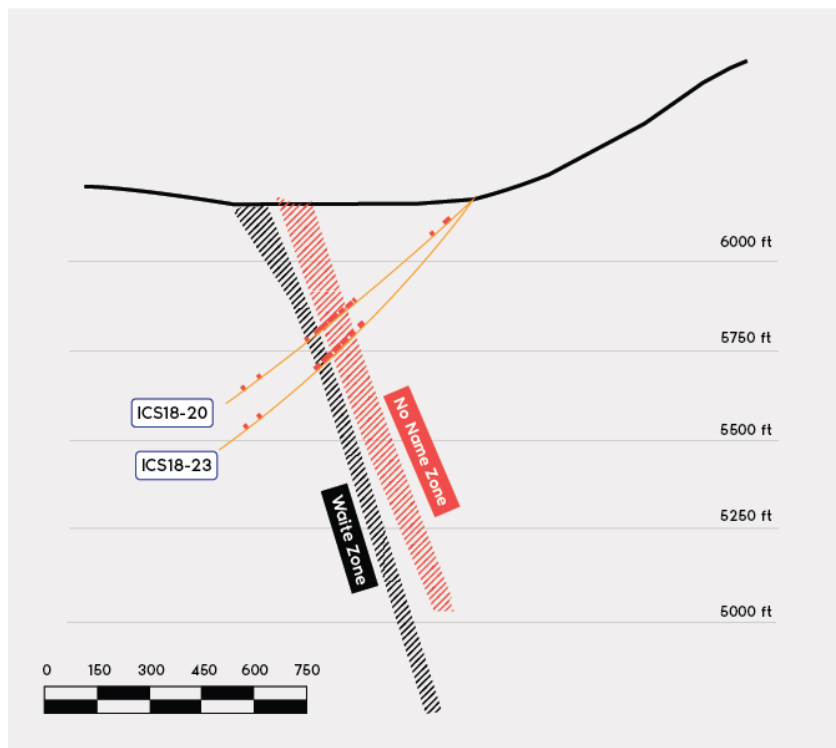 6000 ft
5750 ft
ICS18-20
No Name Zone
5500 ft
ICS18-23
Waite Zone
5250 ft
5000 ft
0 150 300 450 600 750